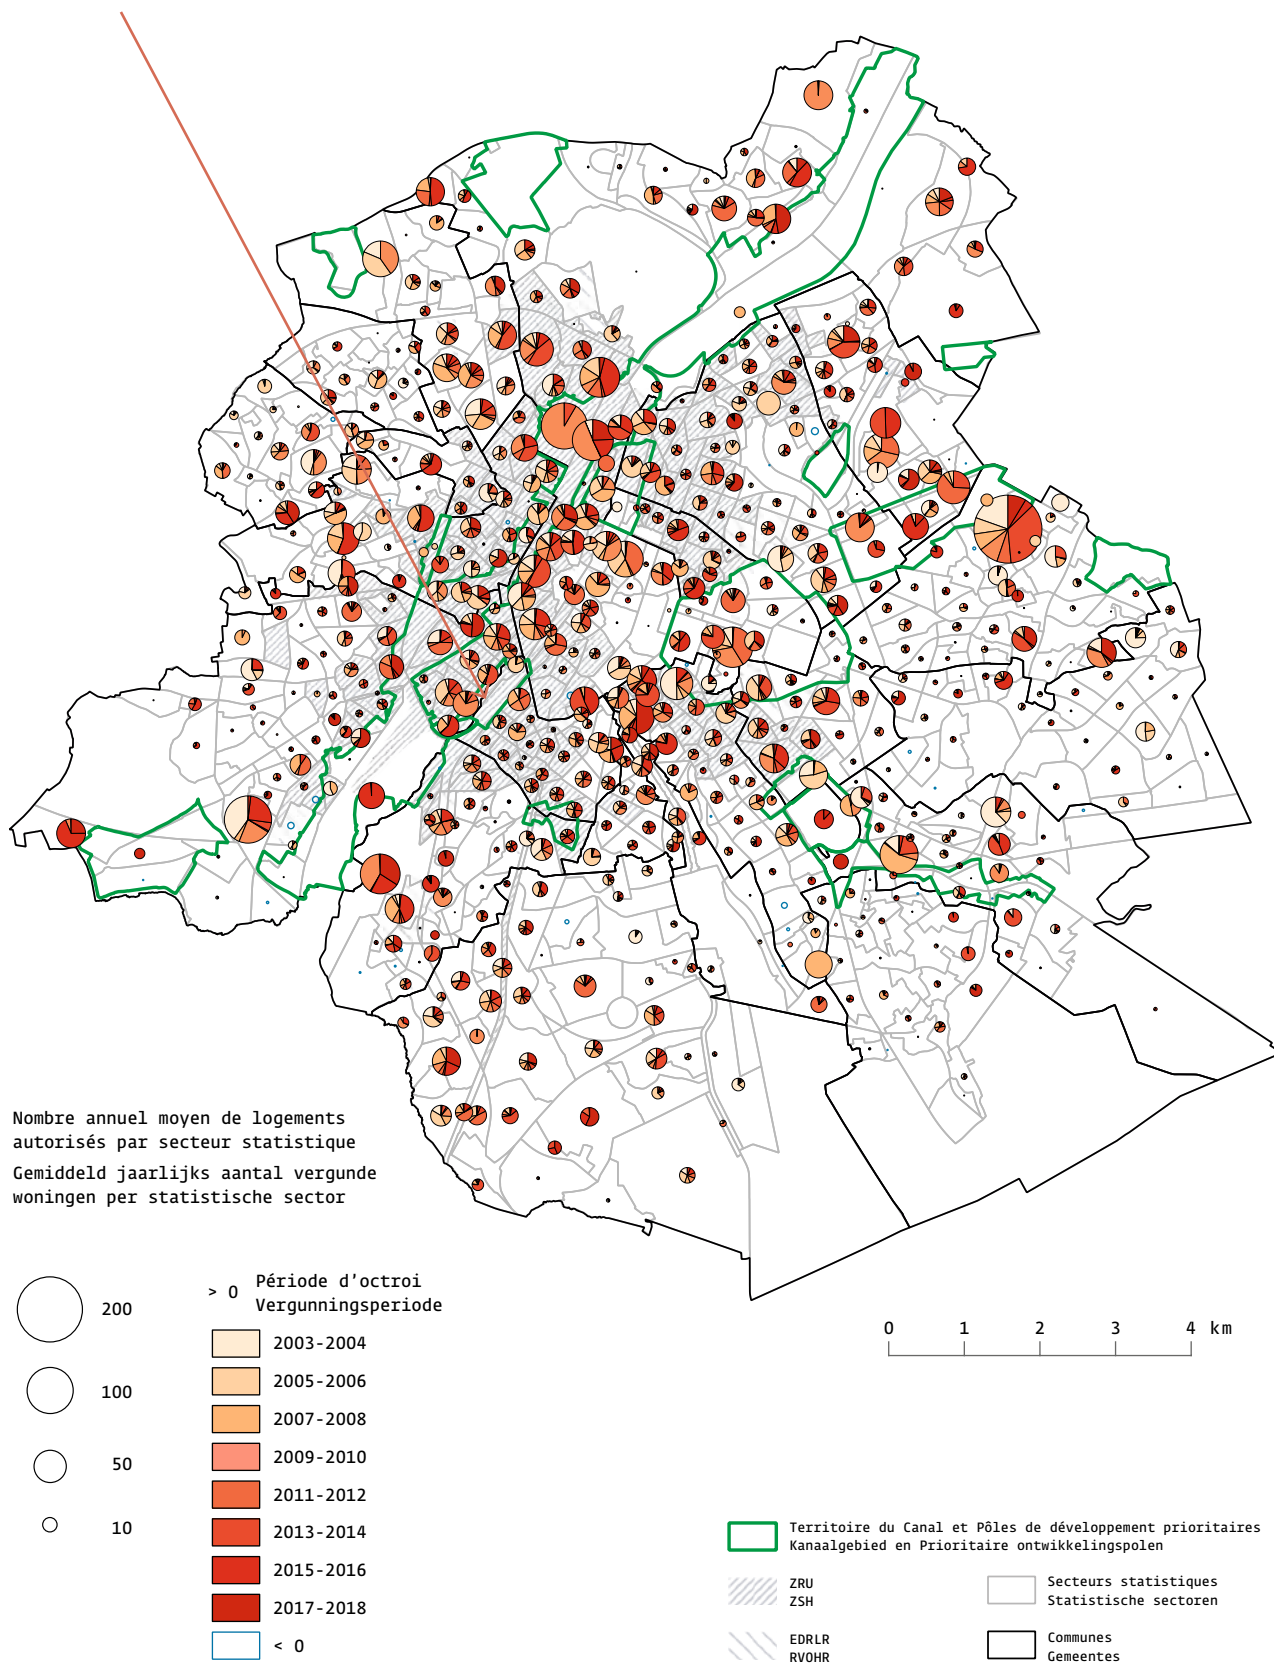 Nombre annuel moyen de logements
autorisés par secteur statistique
Gemiddeld jaarlijks aantal vergunde
woningen per statistische sector
200
100
50
10
> 0
Période d'octroi
Vergunningsperiode
2003-2004
2005-2006
2007-2008
2009-2010
2011-2012
2013-2014
2015-2016
2017-2018
< 0
0 1 2 3 4 km
Territoire du Canal et Pôles de développement prioritaires
Kanaalgebied en Prioritaire ontwikkelingspolen
ZRU
ZSH
EDRLR
RVOHR
Secteurs statistiques
Statistische sectoren
Communes
Gemeentes